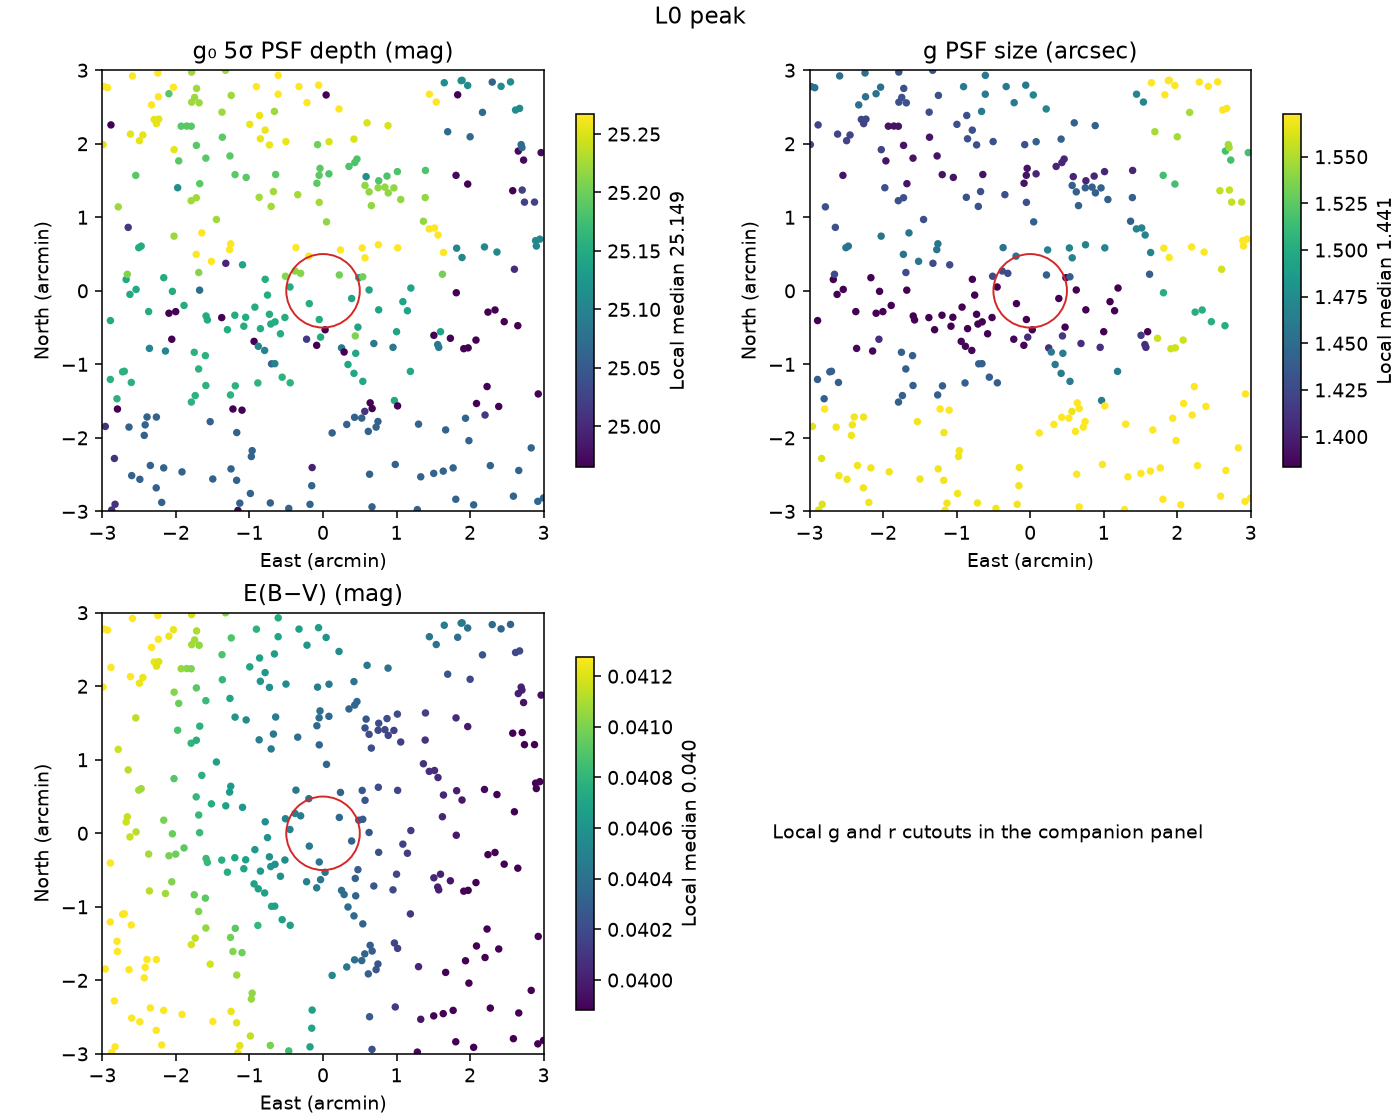 L0 peak
g₀ 5σ PSF depth (mag)
3
2
1
0
−1
−2
−3
−3 −2 −1 0 1 2 3
North (arcmin)
East (arcmin)
25.25
25.20
25.15
25.10
25.05
25.00
Local median 25.149
g PSF size (arcsec)
3
2
1
0
−1
−2
−3
−3 −2 −1 0 1 2 3
North (arcmin)
East (arcmin)
1.550
1.525
1.500
1.475
1.450
1.425
1.400
Local median 1.441
E(B−V) (mag)
3
2
1
0
−1
−2
−3
−3 −2 −1 0 1 2 3
North (arcmin)
East (arcmin)
0.0412
0.0410
0.0408
0.0406
0.0404
0.0402
0.0400
Local median 0.040
Local g and r cutouts in the companion panel